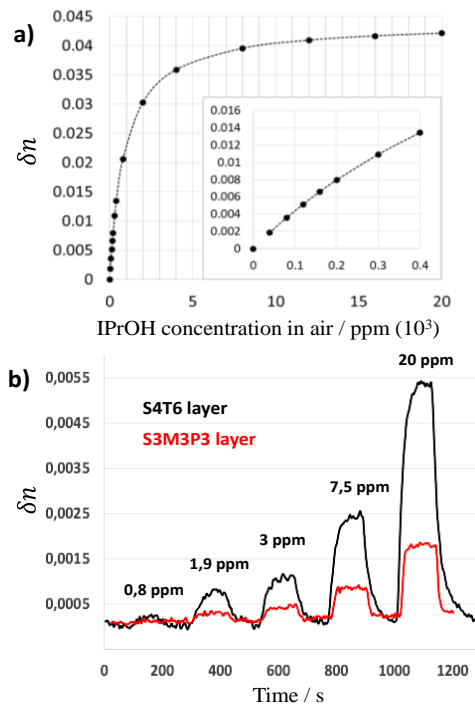 a)
0.045
0.04
0.035
0.03
0.025
0.02
0.015
0.01
0.005
0
δn
0.016
0.014
0.012
0.010
0.008
0.006
0.004
0.002
0.000
0 0.1 0.2 0.3 0.4
0 5 10 15 20
IPrOH concentration in air / ppm (10³)
b)
0,0055
0,0045
0,0035
0,0025
0,0015
0,0005
δn
20 ppm
S4T6 layer
S3M3P3 layer
7,5 ppm
3 ppm
1,9 ppm
0,8 ppm
0 200 400 600 800 1000 1200
Time / s